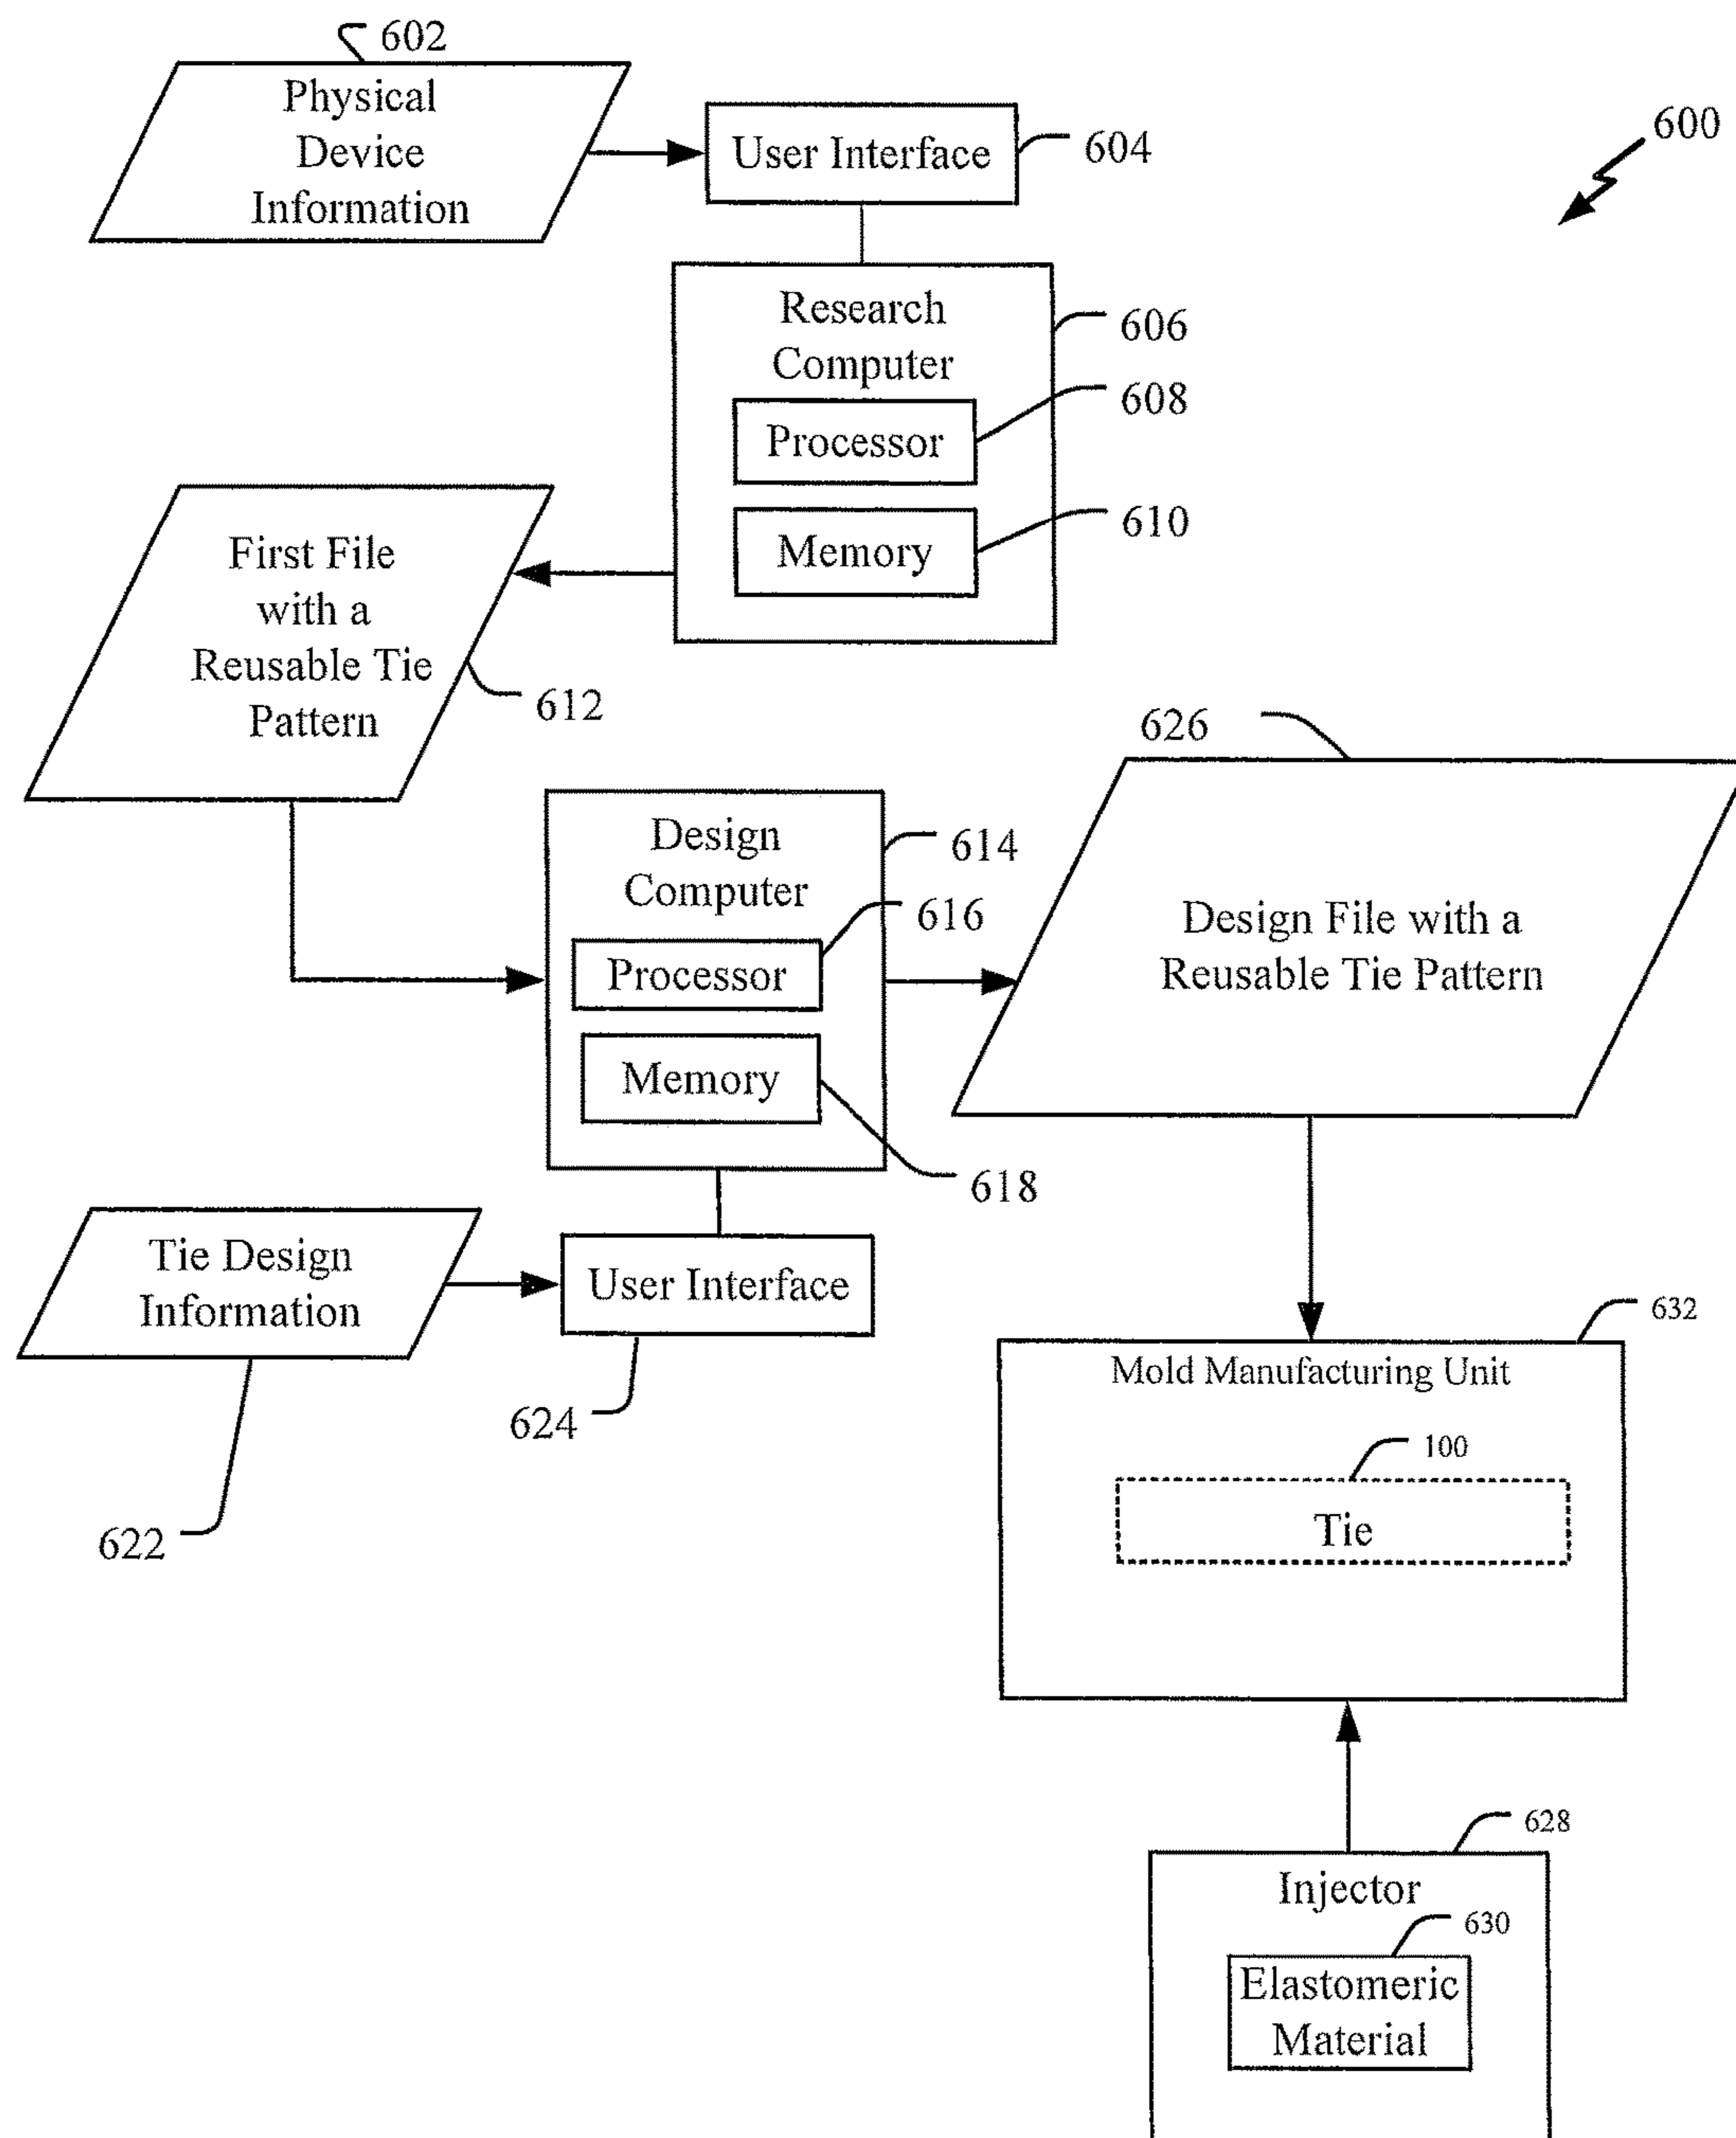 602
Physical
Device
Information
User Interface
604
600
Research
Computer
606
608
Processor
Memory
610
First File
with a
Reusable Tie
Pattern
612
626
Design
Computer
614
616
Processor
Memory
618
Design File with a
Reusable Tie Pattern
Tie Design
Information
User Interface
622
624
632
Mold Manufacturing Unit
100
Tie
628
Injector
630
Elastomeric
Material